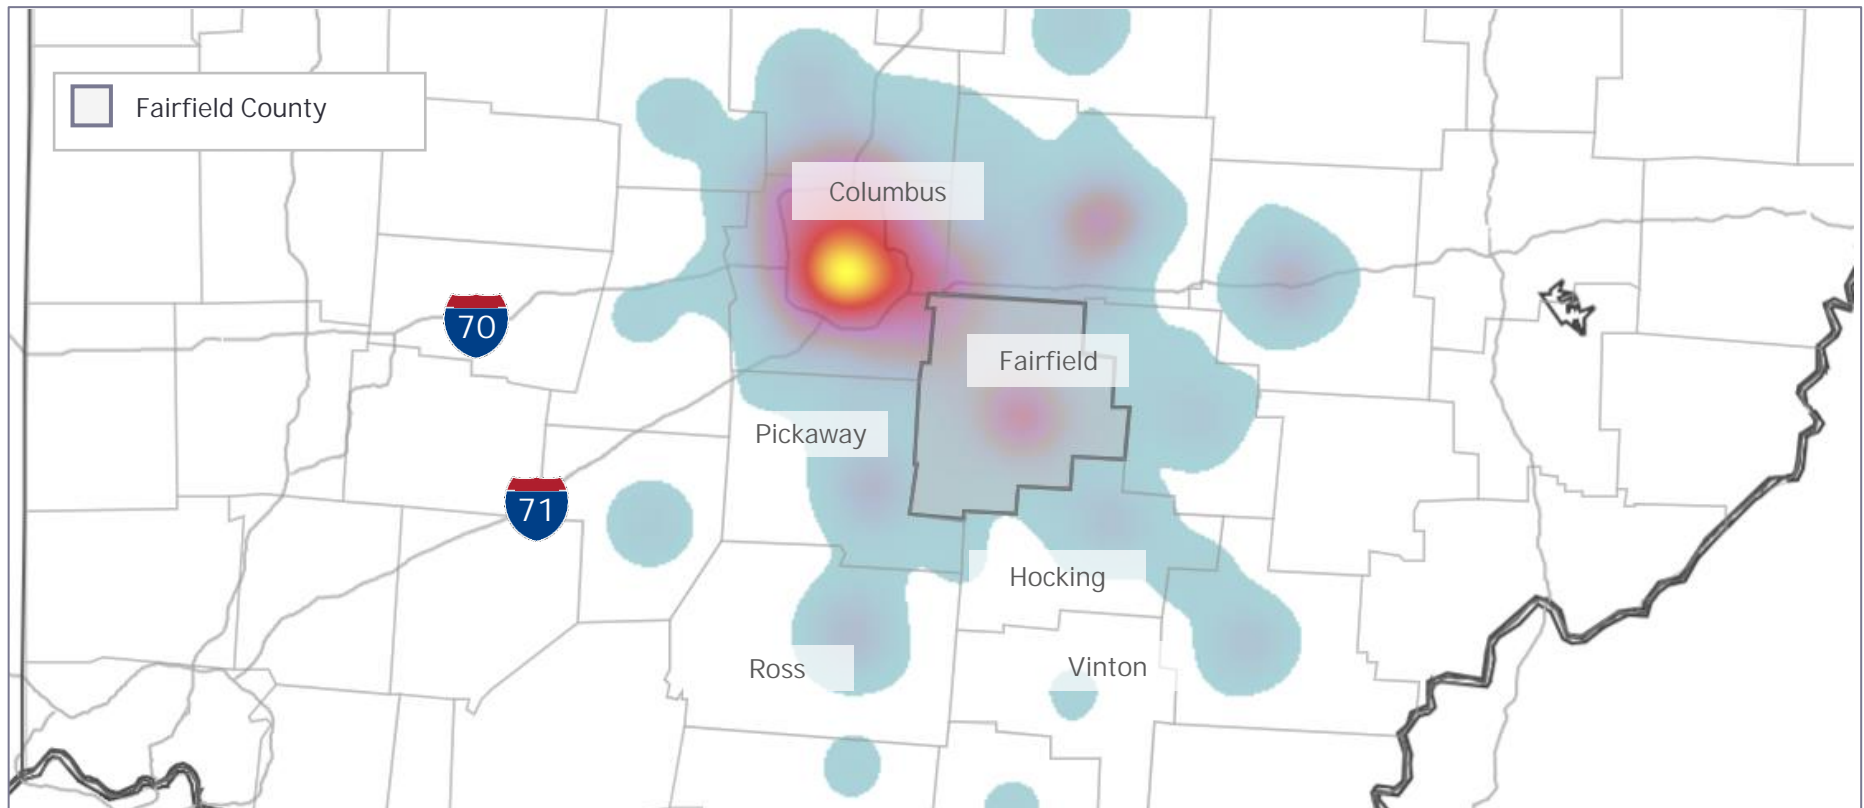 Fairfield County
Columbus
70
Fairfield
Pickaway
71
Hocking
Ross
Vinton